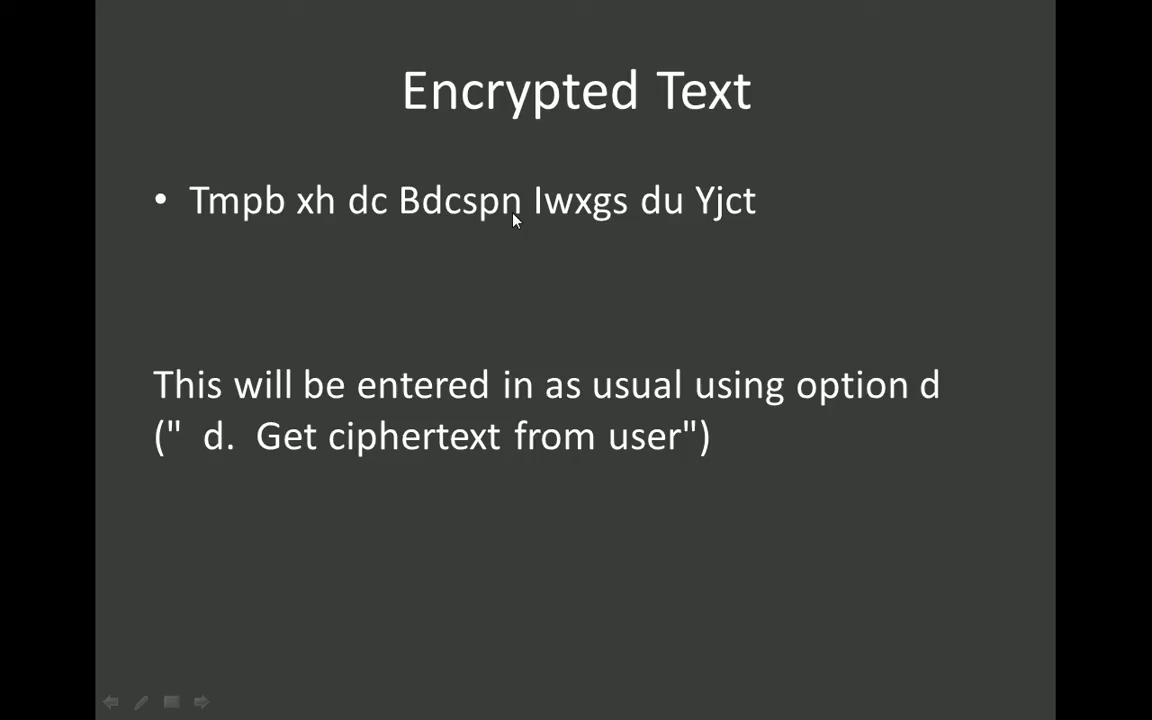 Encrypted Text
• Tmpb xh dc Bdcspn Iwxgs du Yjct
This will be entered in as usual using option d
("  d.  Get ciphertext from user")